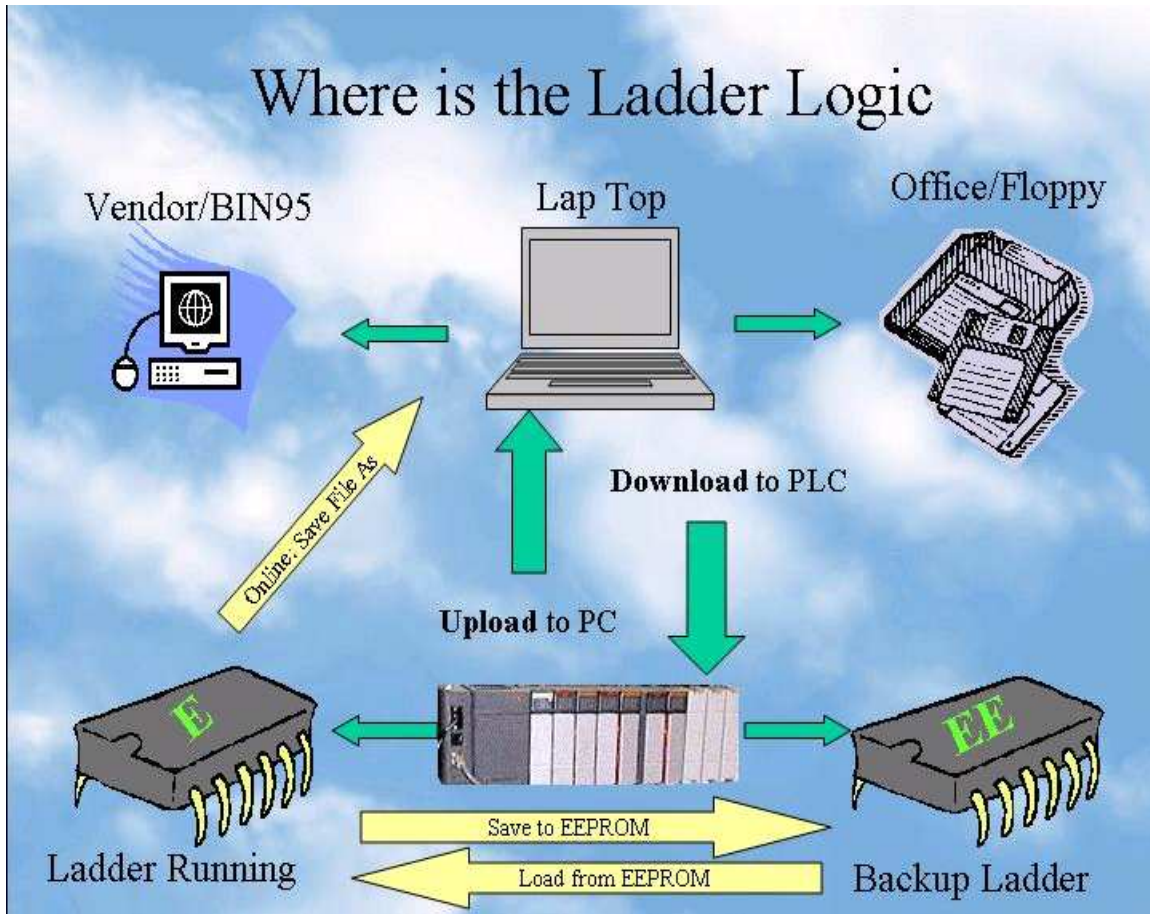 Where is the Ladder Logic
Vendor/BIN95
Lap Top
Office/Floppy
Online: Save File As
Download to PLC
Upload to PC
E
EE
Save to EEPROM
Load from EEPROM
Ladder Running
Backup Ladder